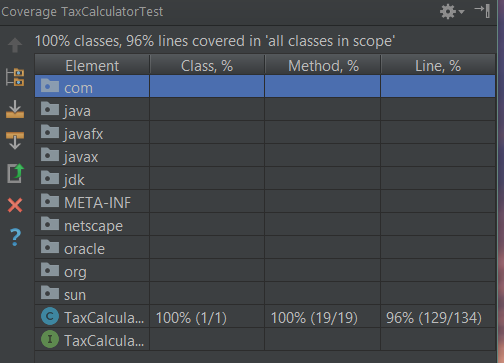 Coverage TaxCalculatorTest
100% classes, 96% lines covered in 'all classes in scope'
Element Class, % Method, % Line, %
com
java
javafx
javax
jdk
META-INF
netscape
oracle
org
sun
C TaxCalcula... 100% (1/1) 100% (19/19) 96% (129/134)
I TaxCalcula...